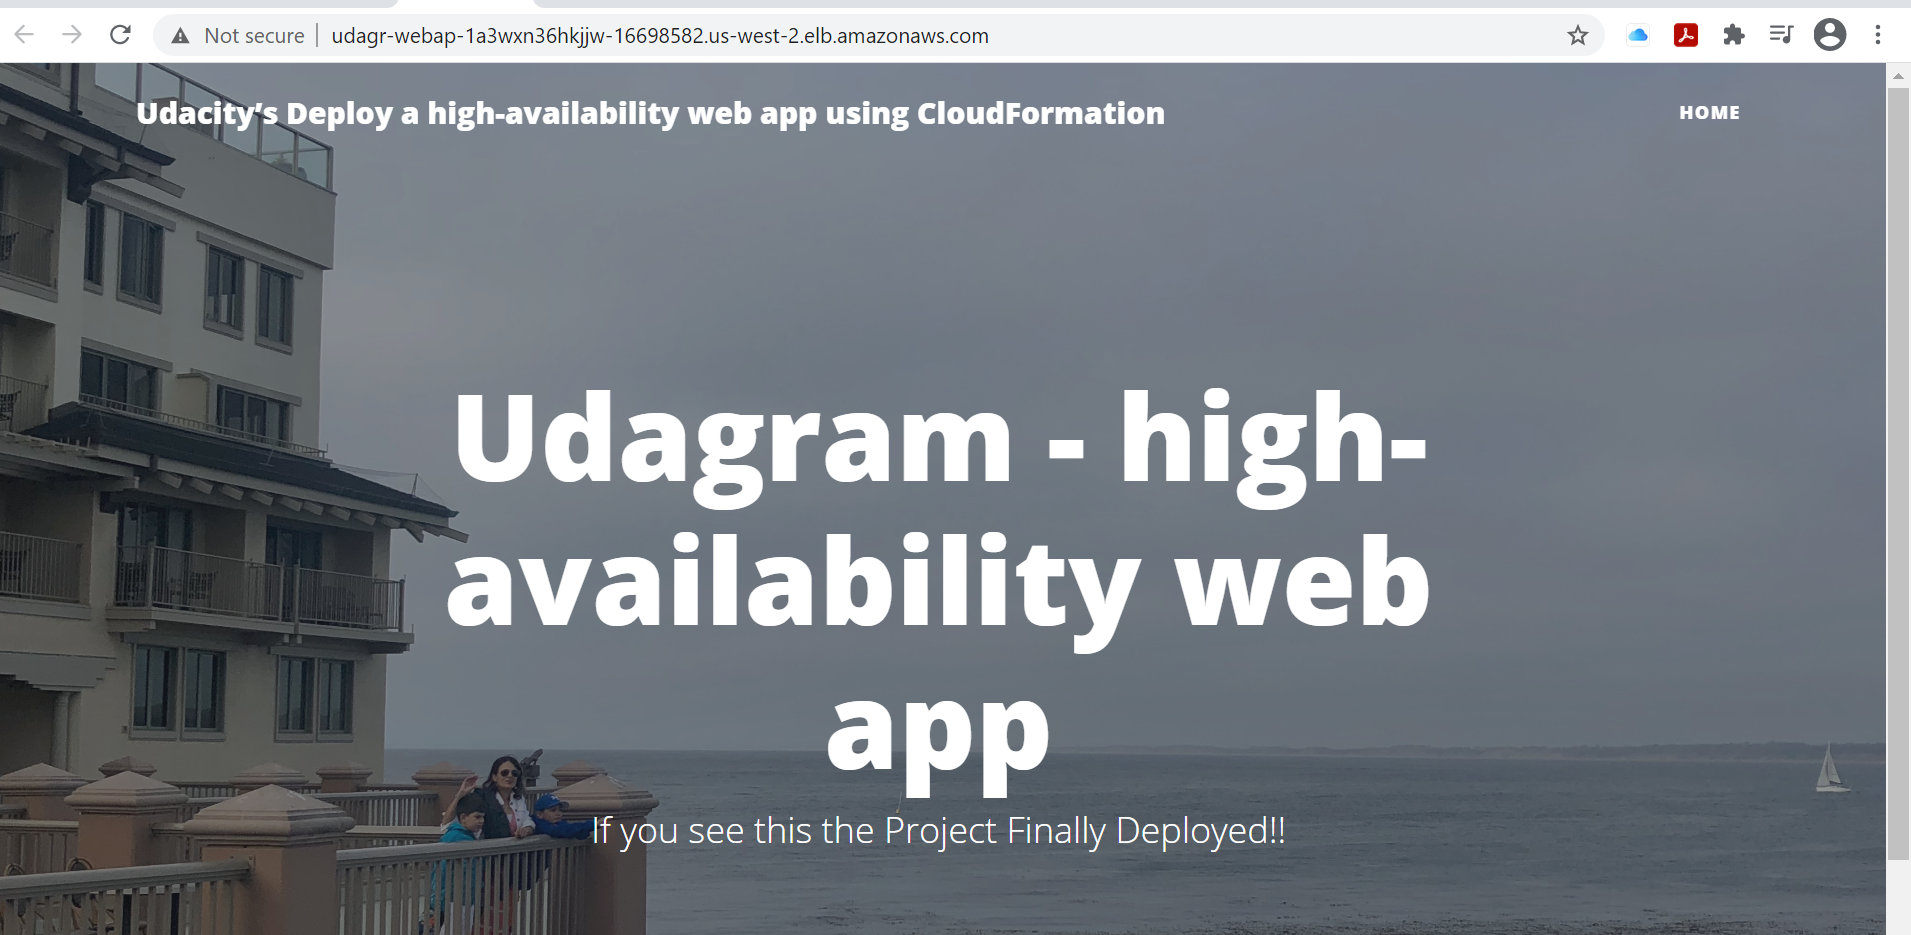 Not secure
udagr-webap-1a3wxn36hkjjw-16698582.us-west-2.elb.amazonaws.com
Udacity’s Deploy a high-availability web app using CloudFormation
HOME
Udagram - high-
availability web
app
If you see this the Project Finally Deployed!!